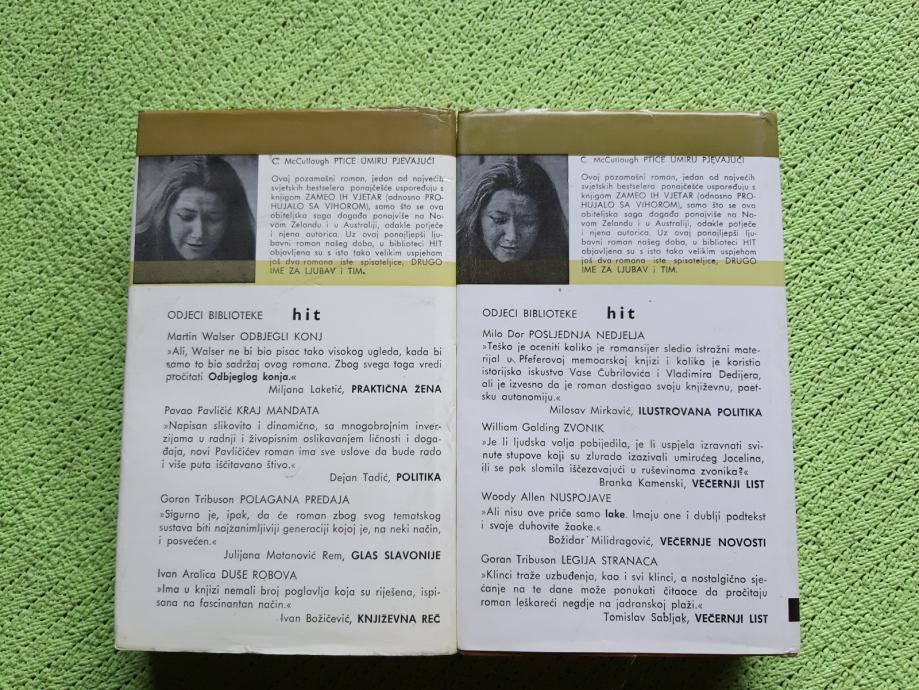 C. McCullough PTICE UMIRU PJEVAJUĆI
Ovaj pozamašni roman, jedan od najvećih
svjetskih bestselera ponajčešće uspoređuju s
knjigom ZAMEO IH VJETAR (odnosno PRO-
HUJALO SA VIHOROM), samo što se ova
obiteljska saga događa ponajviše na No-
vom Zelandu i u Australiji, odakle potječe
i njena autorica. Uz ovaj ponajljepši lju-
bavni roman našeg doba, u biblioteci HIT
objavljena su s isto tako velikim uspjehom
još dva romana iste spisateljice, DRUGO
IME ZA LJUBAV i TIM.
ODJECI BIBLIOTEKE hit
Martin Walser ODBJEGLI KONJ
»Ali, Walser ne bi bio pisac tako visokog ugleda, kada bi
samo to bio sadržaj ovog romana. Zbog svega toga vredi
pročitati Odbjeglog konja.«
Miljana Laketić, PRAKTIČNA ŽENA
Pavao Pavličić KRAJ MANDATA
»Napisan slikovito i dinamično, sa mnogobrojnim inver-
zijama u radnji i živopisnim oslikavanjem ličnosti i doga-
đaja, novi Pavličićev roman ima sve uslove da bude rado
i više puta iščitavano štivo.«
Dejan Tadić, POLITIKA
Goran Tribuson POLAGANA PREDAJA
»Sigurno je, ipak, da će roman zbog svog tematskog
sustava biti najzanimljiviji generaciji kojoj je, na neki način,
i posvećen.«
Julijana Matanović Rem, GLAS SLAVONIJE
Ivan Aralica DUŠE ROBOVA
»Ima u knjizi nemali broj poglavlja koja su riješena, ispi-
sana na fascinantan način.«
Ivan Božičević, KNJIŽEVNA REČ
C. McCullough PTICE UMIRU PJEVAJUĆI
Ovaj pozamašni roman, jedan od najvećih
svjetskih bestselera ponajčešće uspoređuju s
knjigom ZAMEO IH VJETAR (odnosno PRO-
HUJALO SA VIHOROM), samo što se ova
obiteljska saga događa ponajviše na No-
vom Zelandu i u Australiji, odakle potječe
i njena autorica. Uz ovaj ponajljepši lju-
bavni roman našeg doba, u biblioteci HIT
objavljena su s isto tako velikim uspjehom
još dva romana iste spisateljice, DRUGO
IME ZA LJUBAV i TIM.
ODJECI BIBLIOTEKE hit
Milo Dor POSLJEDNJA NEDJELJA
»Teško je oceniti koliko je romansijer sledio istražni mate-
rijal u Pfeferovoj memoarskoj knjizi i koliko je koristio
istorijsko iskustvo Vase Čubrilovića i Vladimira Dedijera,
ali je izvesno da je roman dostigao svoju književnu, poet-
sku autonomiju.«
Milosav Mirković, ILUSTROVANA POLITIKA
William Golding ZVONIK
»Je li ljudska volja pobijedila, je li uspjela izravnati svi-
nute stupove koji su zlurado izazivali umirućeg Jocelina,
ili se pak slomila iščezavajući u ruševinama zvonika?«
Branka Kamenski, VEČERNJI LIST
Woody Allen NUSPOJAVE
»Ali nisu ove priče samo lake. Imaju one i dublji podtekst
i svoje duhovite žaoke.«
Božidar Milidragović, VEČERNJE NOVOSTI
Goran Tribuson LEGIJA STRANACA
»Klinci traže uzbuđenja, kao i svi klinci, a nostalgično sje-
ćanje na te dane može ponukati čitaoce da pročitaju
roman leškareći negdje na jadranskoj plaži.«
Tomislav Sabljak, VEČERNJI LIST